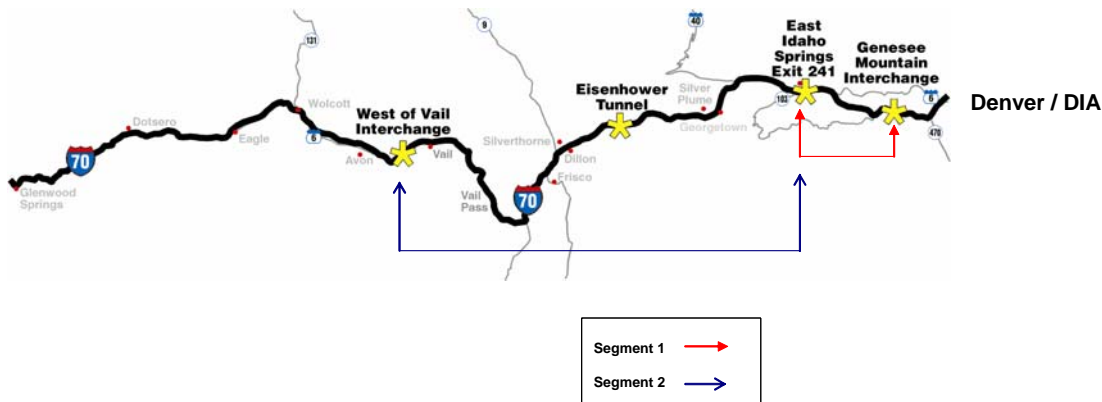 9
40
East
Idaho
Springs
Exit 241
Genesee
Mountain
Interchange
131
Silver
Plume
103
6
Denver / DIA
Eisenhower
Tunnel
Wolcott
West of Vail
Interchange
Georgetown
470
Dotsero
6
Silverthorne
Eagle
Avon
Vail
Dillon
70
Frisco
Glenwood
Springs
Vail
Pass
70
Segment 1
Segment 2